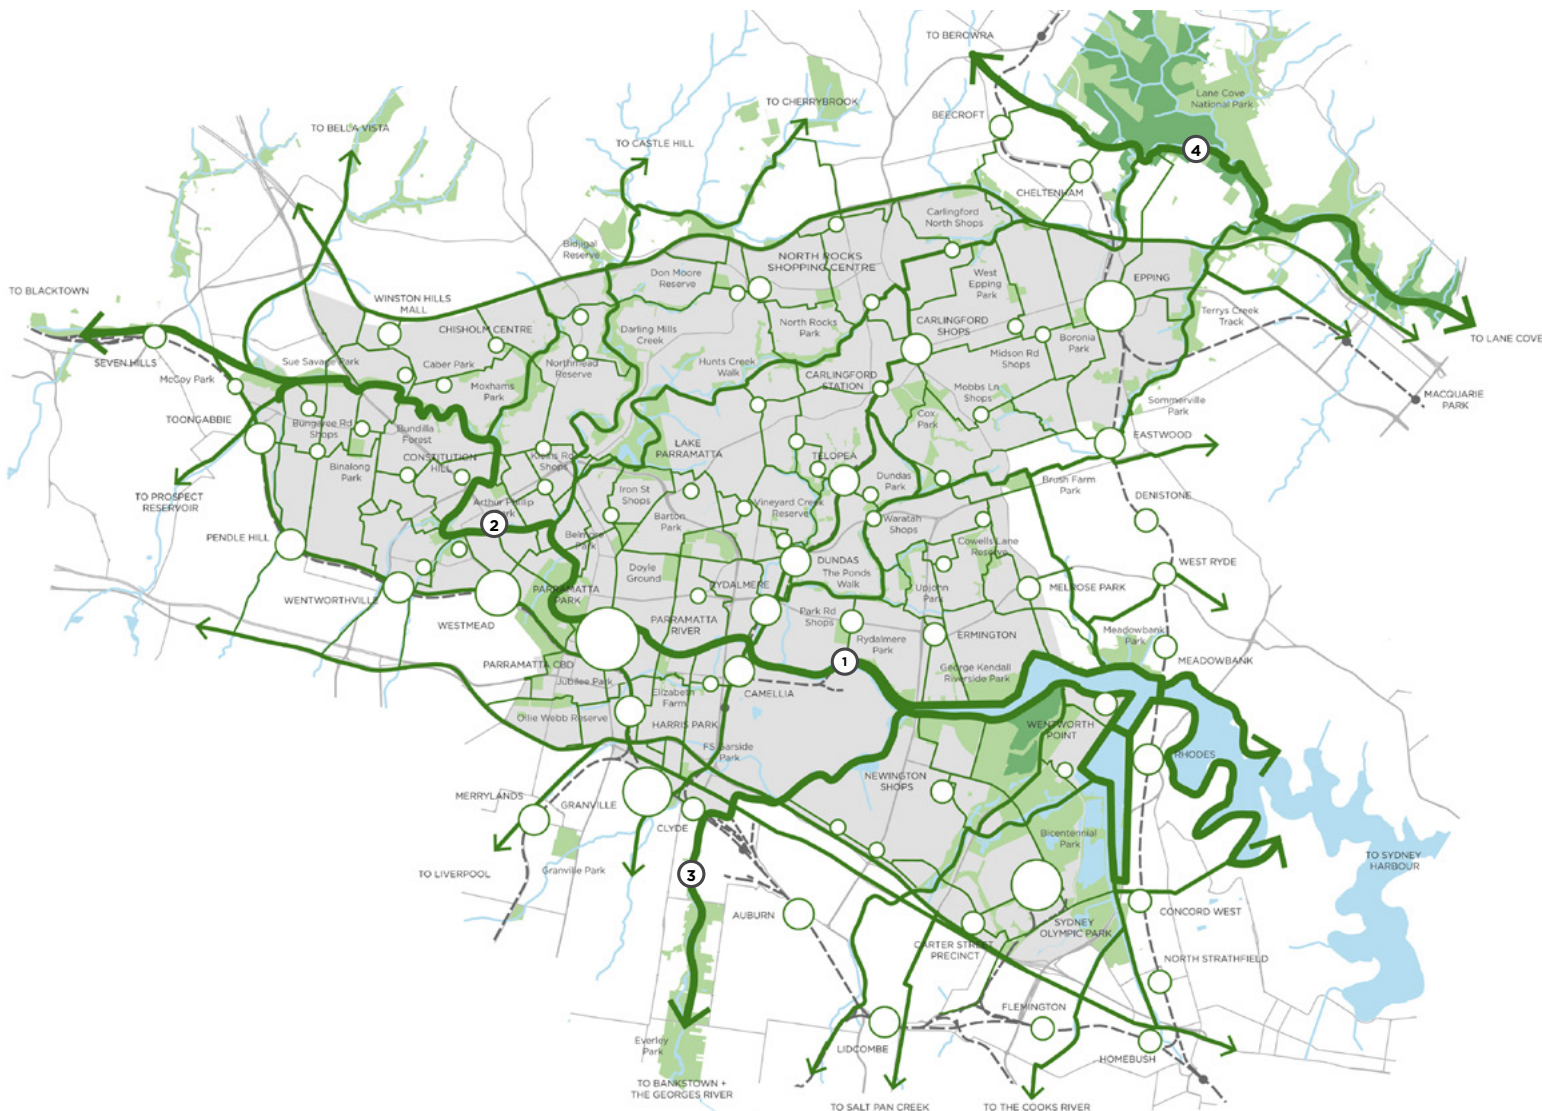 TO BEROWRA
Lane Cove
National Park
TO CHERRYBROOK
BEECROFT
TO BELLA VISTA
TO CASTLE HILL
4
CHELTENHAM
Carlingford
North Shops
Bidjigal
Reserve
NORTH ROCKS
SHOPPING CENTRE
Don Moore
Reserve
West
Epping
Park
EPPING
TO BLACKTOWN
WINSTON HILLS
MALL
CHISHOLM CENTRE
Darling Mills
Creek
North Rocks
Park
CARLINGFORD
SHOPS
Terrys Creek
Track
Boronia
Park
TO LANE COVE
SEVEN HILLS
Sue Savage Park
Caber Park
Northmead
Reserve
Hunts Creek
Walk
Midson Rd
Shops
McCoy Park
Moxhams
Park
CARLINGFORD
STATION
Mobbs Ln
Shops
Sommerville
Park
MACQUARIE
PARK
TOONGABBIE
Bungaree Rd
Shops
Bundilla
Forest
Cox
Park
EASTWOOD
LAKE
PARRAMATTA
CONSTITUTION
HILL
Kleins Rd
Shops
TELOPEA
Binalong
Park
Dundas
Park
Brush Farm
Park
TO PROSPECT
RESERVOIR
Iron St
Shops
Arthur Phillip
Park
Barton
Park
Vineyard Creek
Reserve
DENISTONE
2
Waratah
Shops
PENDLE HILL
Belmore
Park
Cowells Lane
Reserve
DUNDAS
The Ponds
Walk
WEST RYDE
Doyle
Ground
RYDALMERE
Upjohn
Park
MELROSE PARK
WENTWORTHVILLE
PARRAMATTA
PARK
Park Rd
Shops
WESTMEAD
PARRAMATTA
RIVER
Rydalmere
Park
ERMINGTON
Meadowbank
Park
MEADOWBANK
PARRAMATTA CBD
1
George Kendall
Riverside Park
Jubilee Park
Elizabeth
Farm
CAMELLIA
Ollie Webb Reserve
HARRIS PARK
WENTWORTH
POINT
FS Garside
Park
RHODES
NEWINGTON
SHOPS
MERRYLANDS
GRANVILLE
CLYDE
Bicentennial
Park
TO SYDNEY
HARBOUR
TO LIVERPOOL
Granville Park
3
AUBURN
CONCORD WEST
SYDNEY
OLYMPIC PARK
CARTER STREET
PRECINCT
NORTH STRATHFIELD
FLEMINGTON
Everley
Park
LIDCOMBE
HOMEBUSH
TO BANKSTOWN +
THE GEORGES RIVER
TO SALT PAN CREEK
TO THE COOKS RIVER